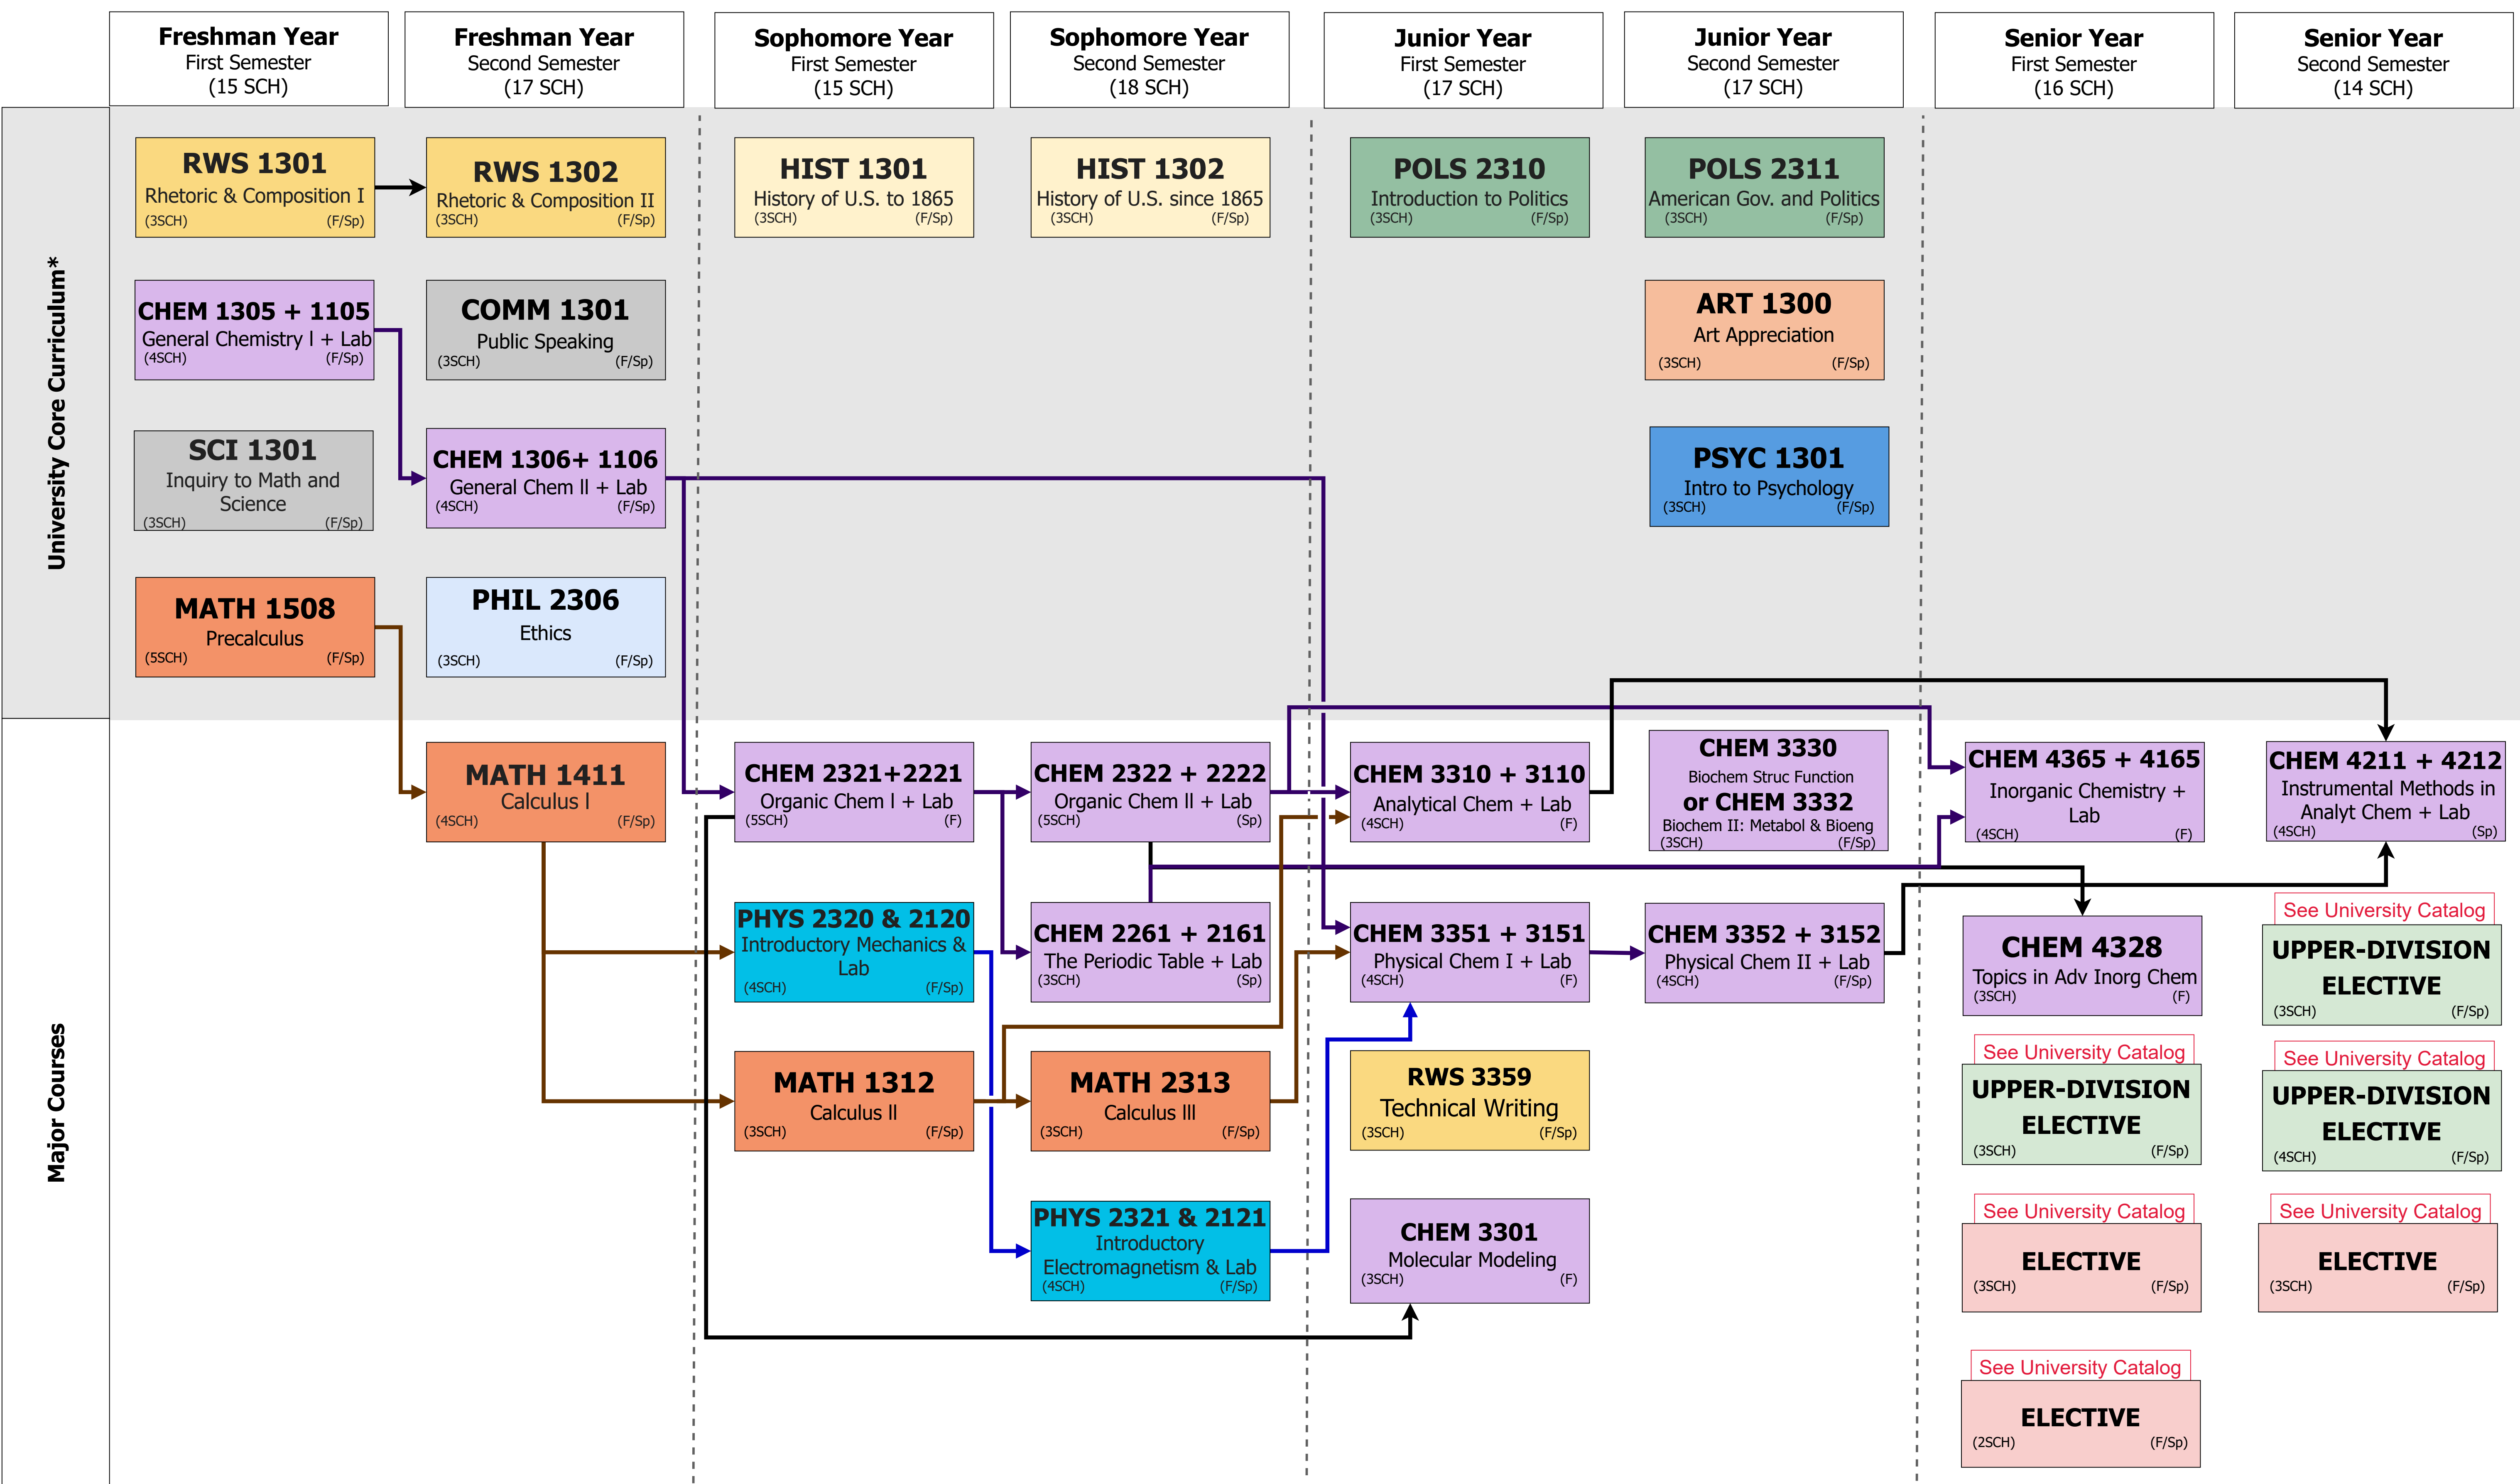 Freshman Year
First Semester
(15 SCH)
Freshman Year
Second Semester
(17 SCH)
Sophomore Year
First Semester
(15 SCH)
Sophomore Year
Second Semester
(18 SCH)
Junior Year
First Semester
(17 SCH)
Junior Year
Second Semester
(17 SCH)
Senior Year
First Semester
(16 SCH)
Senior Year
Second Semester
(14 SCH)
University Core Curriculum*
RWS 1301
Rhetoric & Composition I
(3SCH) (F/Sp)
RWS 1302
Rhetoric & Composition II
(3SCH) (F/Sp)
HIST 1301
History of U.S. to 1865
(3SCH) (F/Sp)
HIST 1302
History of U.S. since 1865
(3SCH) (F/Sp)
POLS 2310
Introduction to Politics
(3SCH) (F/Sp)
POLS 2311
American Gov. and Politics
(3SCH) (F/Sp)
CHEM 1305 + 1105
General Chemistry l + Lab
(4SCH) (F/Sp)
COMM 1301
Public Speaking
(3SCH) (F/Sp)
ART 1300
Art Appreciation
(3SCH) (F/Sp)
SCI 1301
Inquiry to Math and
Science
(3SCH) (F/Sp)
CHEM 1306+ 1106
General Chem ll + Lab
(4SCH) (F/Sp)
PSYC 1301
Intro to Psychology
(3SCH) (F/Sp)
MATH 1508
Precalculus
(5SCH) (F/Sp)
PHIL 2306
Ethics
(3SCH) (F/Sp)
Major Courses
MATH 1411
Calculus l
(4SCH) (F/Sp)
CHEM 2321+2221
Organic Chem l + Lab
(5SCH) (F)
CHEM 2322 + 2222
Organic Chem ll + Lab
(5SCH) (Sp)
CHEM 3310 + 3110
Analytical Chem + Lab
(4SCH) (F)
CHEM 3330
Biochem Struc Function
or CHEM 3332
Biochem II: Metabol & Bioeng
(3SCH) (F/Sp)
CHEM 4365 + 4165
Inorganic Chemistry +
Lab
(4SCH) (F)
CHEM 4211 + 4212
Instrumental Methods in
Analyt Chem + Lab
(4SCH) (Sp)
PHYS 2320 & 2120
Introductory Mechanics &
Lab
(4SCH) (F/Sp)
CHEM 2261 + 2161
The Periodic Table + Lab
(3SCH) (Sp)
CHEM 3351 + 3151
Physical Chem I + Lab
(4SCH) (F)
CHEM 3352 + 3152
Physical Chem II + Lab
(4SCH) (F/Sp)
CHEM 4328
Topics in Adv Inorg Chem
(3SCH) (F)
See University Catalog
UPPER-DIVISION
ELECTIVE
(3SCH) (F/Sp)
MATH 1312
Calculus ll
(3SCH) (F/Sp)
MATH 2313
Calculus lll
(3SCH) (F/Sp)
RWS 3359
Technical Writing
(3SCH) (F/Sp)
See University Catalog
UPPER-DIVISION
ELECTIVE
(3SCH) (F/Sp)
See University Catalog
UPPER-DIVISION
ELECTIVE
(4SCH) (F/Sp)
PHYS 2321 & 2121
Introductory
Electromagnetism & Lab
(4SCH) (F/Sp)
CHEM 3301
Molecular Modeling
(3SCH) (F)
See University Catalog
ELECTIVE
(3SCH) (F/Sp)
See University Catalog
ELECTIVE
(3SCH) (F/Sp)
See University Catalog
ELECTIVE
(2SCH) (F/Sp)